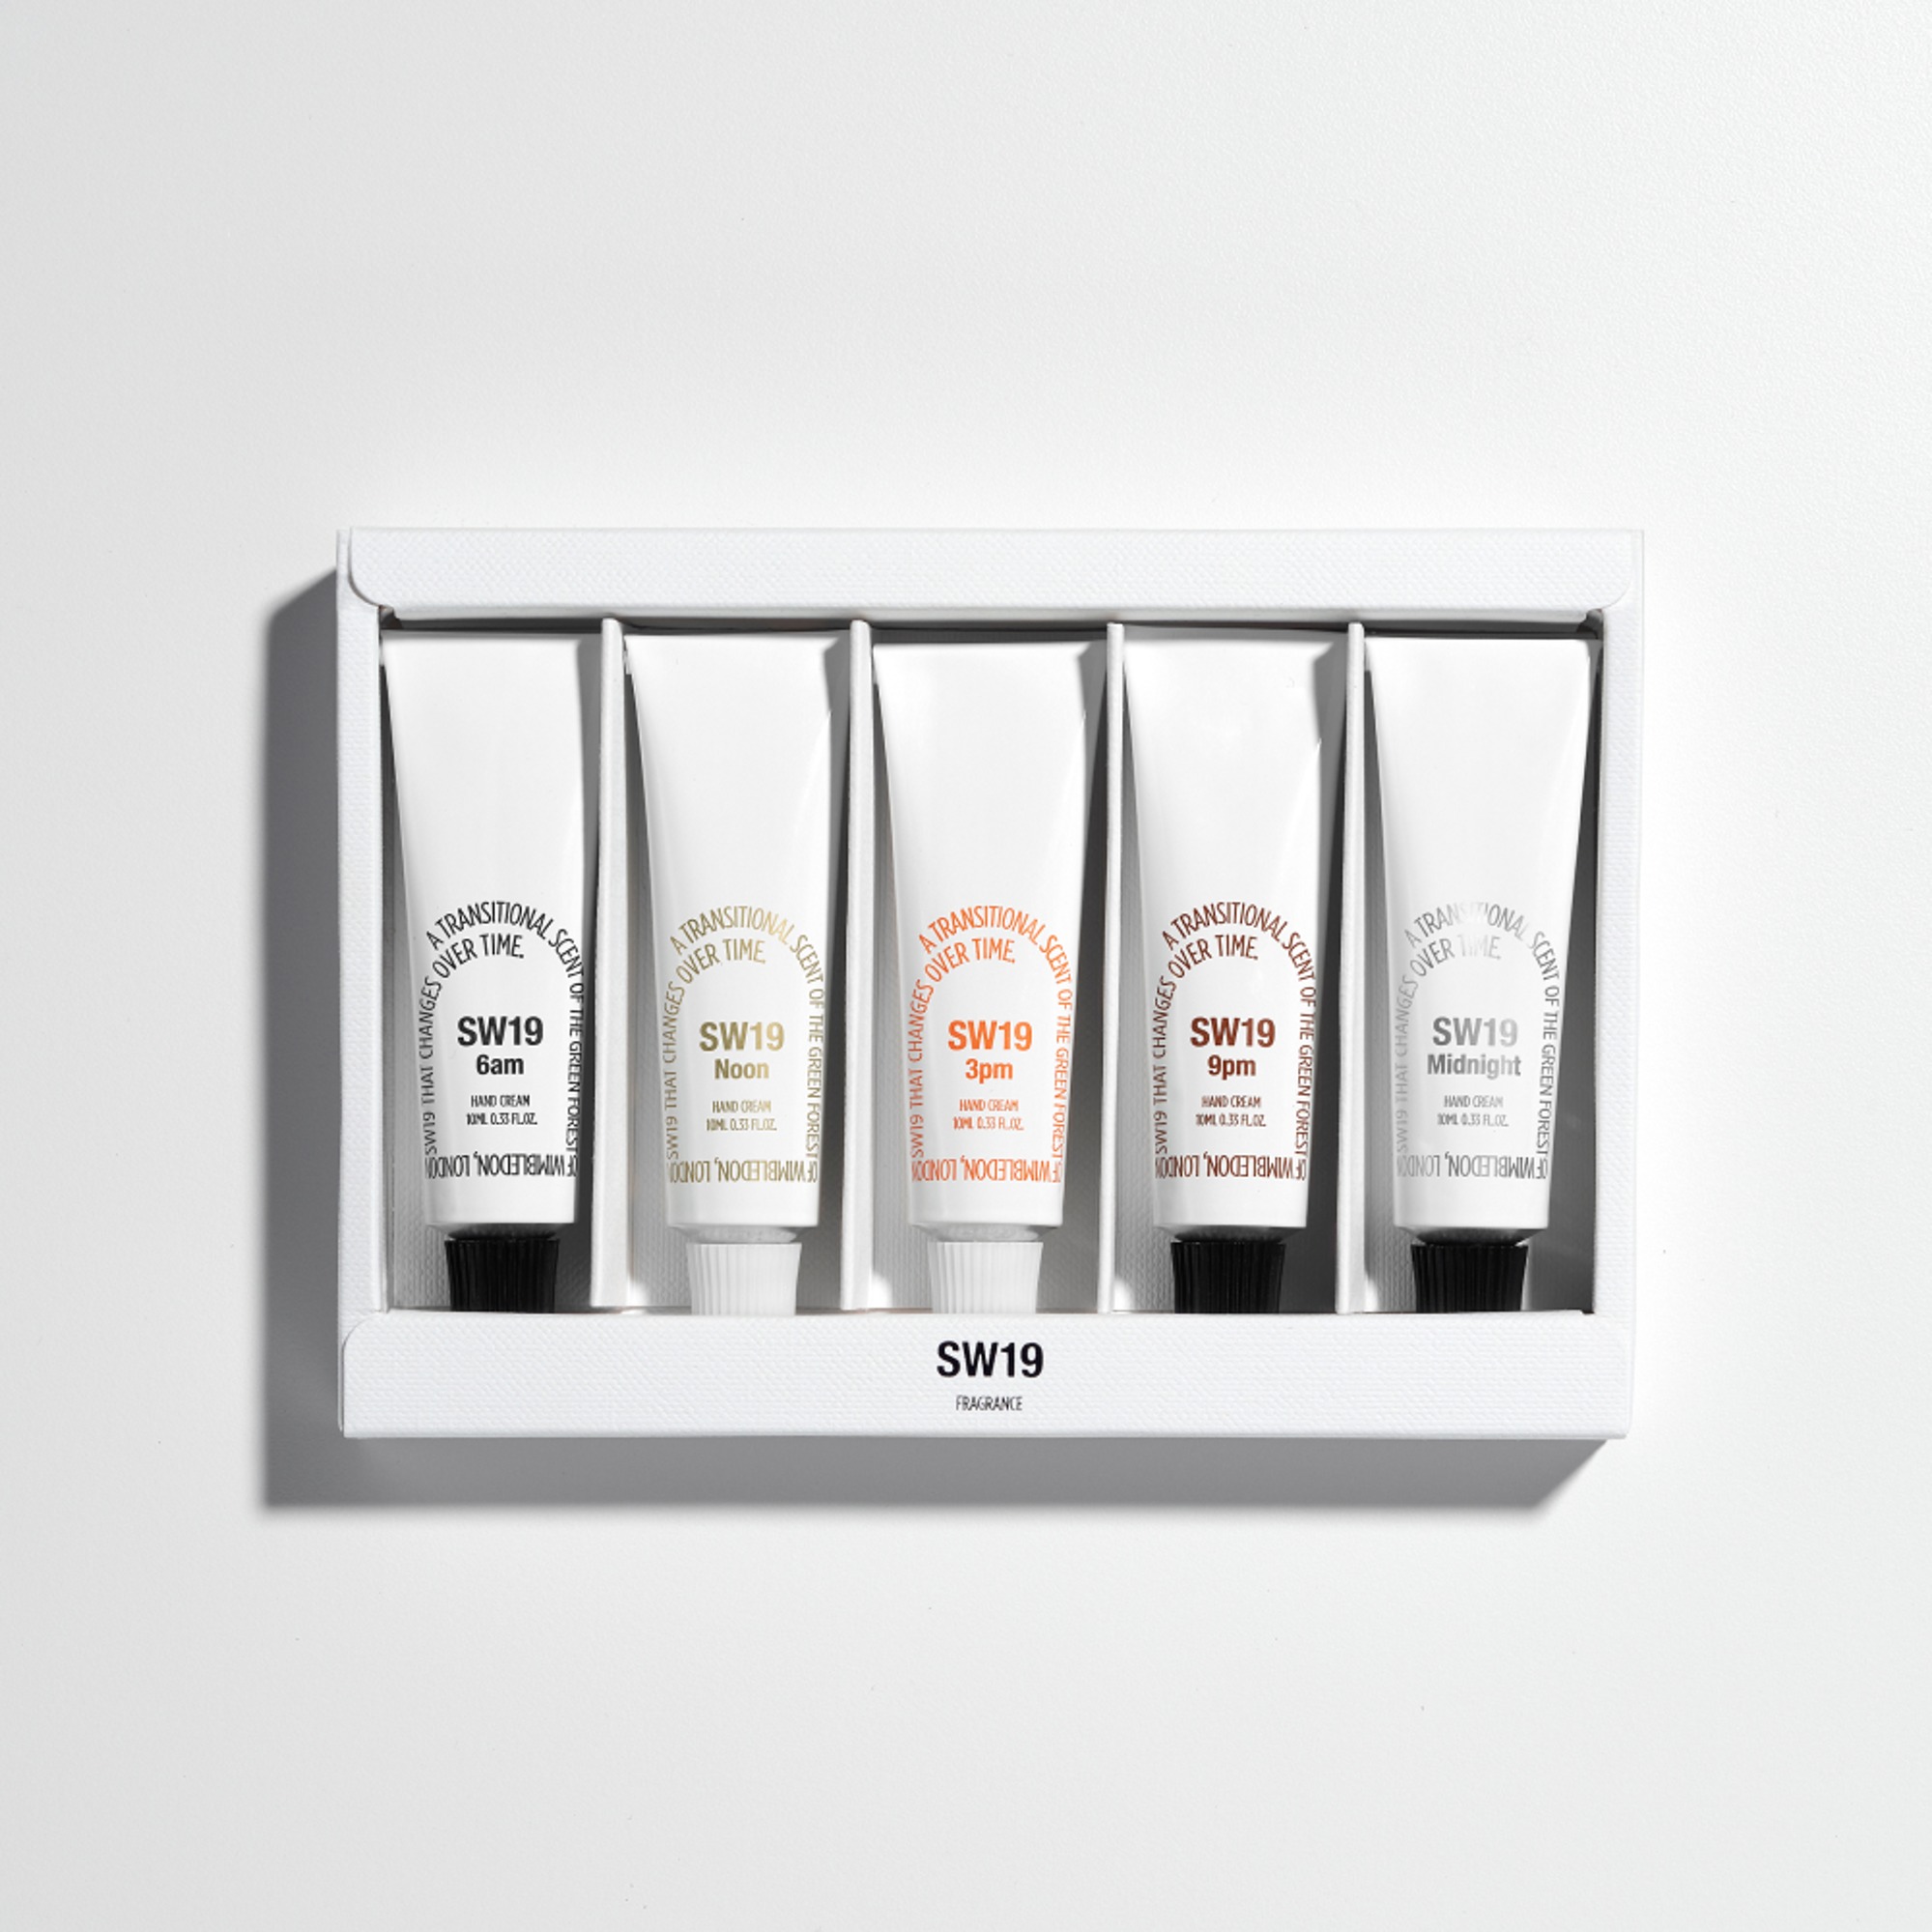 A TRANSITIONAL SCENT OF THE GREEN FOREST
OF WIMBLEDON, LONDON
SW19 THAT CHANGES OVER TIME.
SW19
6am
HAND CREAM
10ML 0.33 FL.OZ.
A TRANSITIONAL SCENT OF THE GREEN FOREST
OF WIMBLEDON, LONDON
SW19 THAT CHANGES OVER TIME.
SW19
Noon
HAND CREAM
10ML 0.33 FL.OZ.
A TRANSITIONAL SCENT OF THE GREEN FOREST
OF WIMBLEDON, LONDON
SW19 THAT CHANGES OVER TIME.
SW19
3pm
HAND CREAM
10ML 0.33 FL.OZ.
A TRANSITIONAL SCENT OF THE GREEN FOREST
OF WIMBLEDON, LONDON
SW19 THAT CHANGES OVER TIME.
SW19
9pm
HAND CREAM
10ML 0.33 FL.OZ.
A TRANSITIONAL SCENT OF THE GREEN FOREST
OF WIMBLEDON, LONDON
SW19 THAT CHANGES OVER TIME.
SW19
Midnight
HAND CREAM
10ML 0.33 FL.OZ.
SW19
FRAGRANCE